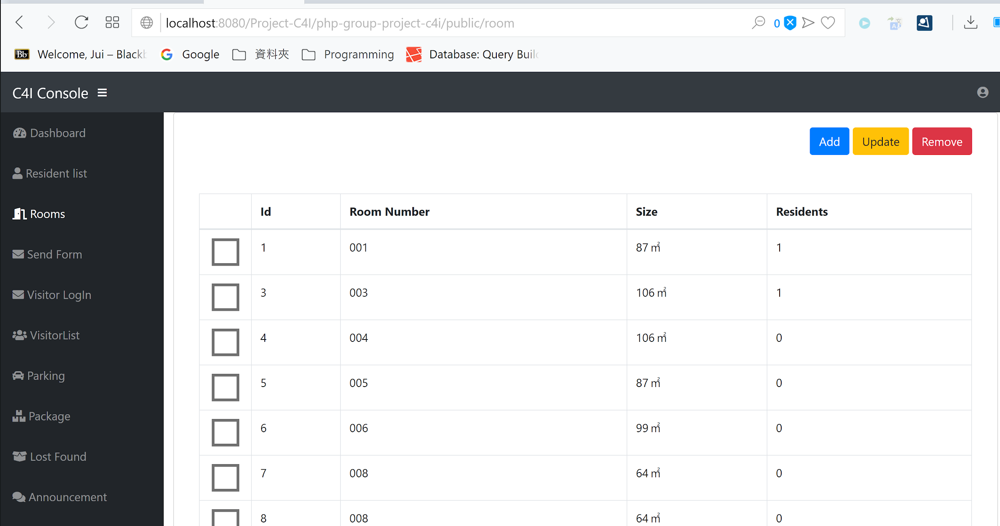 localhost:8080/Project-C4I/php-group-project-c4i/public/room
0
Bb Welcome, Jui – Blackb
Google
資料夾
Programming
Database: Query Buil
C4I Console
Dashboard
Resident list
Rooms
Send Form
Visitor LogIn
VisitorList
Parking
Package
Lost Found
Announcement
Add Update Remove
Id Room Number Size Residents
1 001 87 ㎡ 1
3 003 106 ㎡ 1
4 004 106 ㎡ 0
5 005 87 ㎡ 0
6 006 99 ㎡ 0
7 008 64 ㎡ 0
8 008 64 ㎡ 0